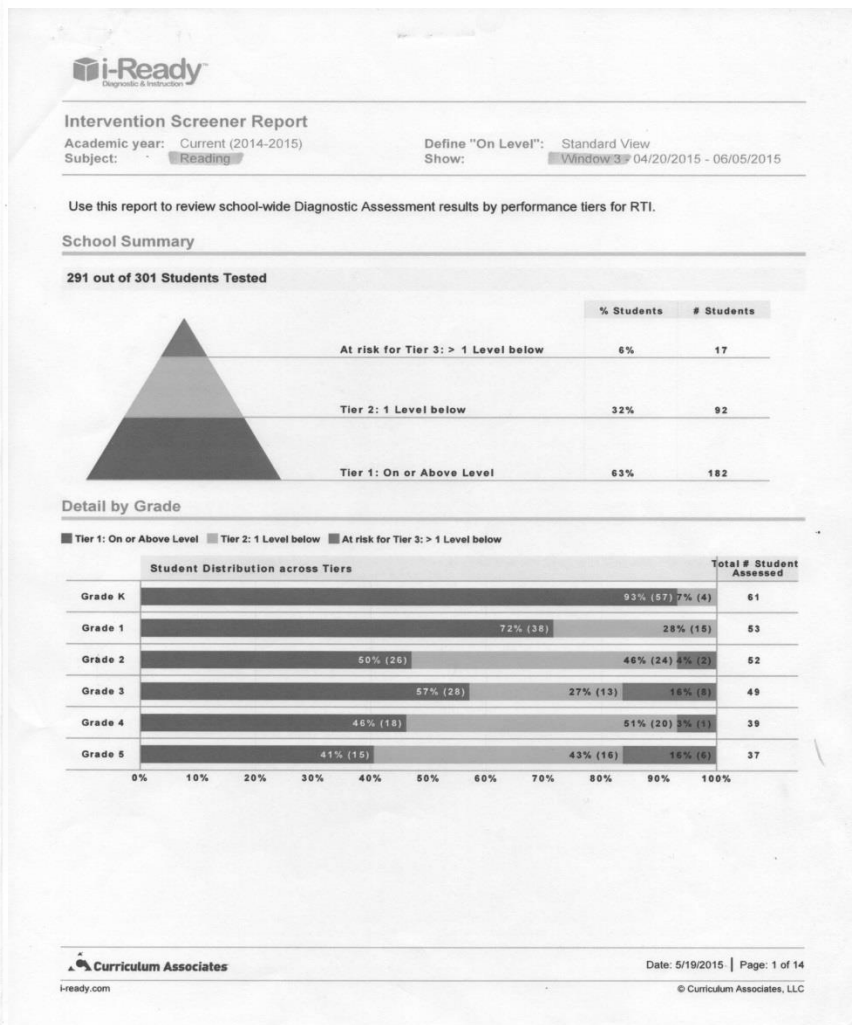 i-Ready™
Diagnostic & Instruction
Intervention Screener Report
Academic year: Current (2014-2015) Define "On Level": Standard View
Subject: Reading Show: Window 3 - 04/20/2015 - 06/05/2015
Use this report to review school-wide Diagnostic Assessment results by performance tiers for RTI.
School Summary
291 out of 301 Students Tested
% Students # Students
At risk for Tier 3: > 1 Level below 6% 17
Tier 2: 1 Level below 32% 92
Tier 1: On or Above Level 63% 182
Detail by Grade
Tier 1: On or Above Level Tier 2: 1 Level below At risk for Tier 3: > 1 Level below
Student Distribution across Tiers Total # Student
Assessed
Grade K 93% (57) 7% (4) 61
Grade 1 72% (38) 28% (15) 53
Grade 2 50% (26) 46% (24) 4% (2) 52
Grade 3 57% (28) 27% (13) 16% (8) 49
Grade 4 46% (18) 51% (20) 3% (1) 39
Grade 5 41% (15) 43% (16) 16% (6) 37
0% 10% 20% 30% 40% 50% 60% 70% 80% 90% 100%
Curriculum Associates Date: 5/19/2015 | Page: 1 of 14
i-ready.com © Curriculum Associates, LLC